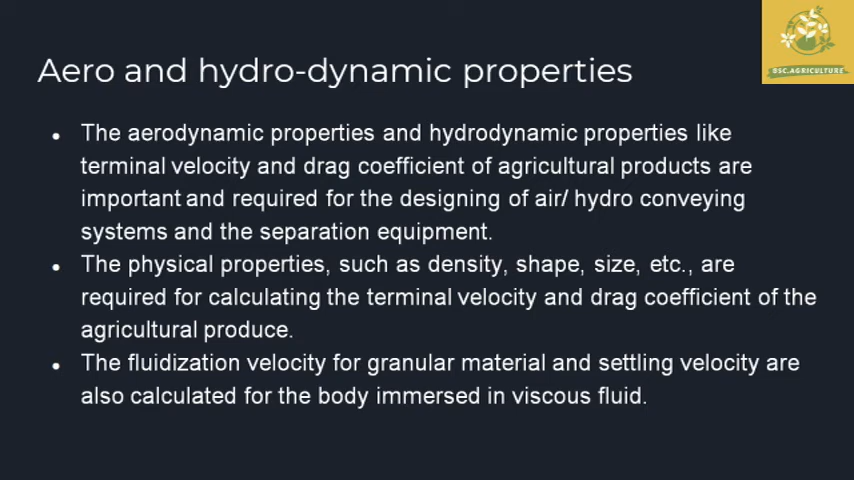 BSC.AGRICULTURE
Aero and hydro-dynamic properties
● The aerodynamic properties and hydrodynamic properties like
terminal velocity and drag coefficient of agricultural products are
important and required for the designing of air/ hydro conveying
systems and the separation equipment.
● The physical properties, such as density, shape, size, etc., are
required for calculating the terminal velocity and drag coefficient of the
agricultural produce.
● The fluidization velocity for granular material and settling velocity are
also calculated for the body immersed in viscous fluid.